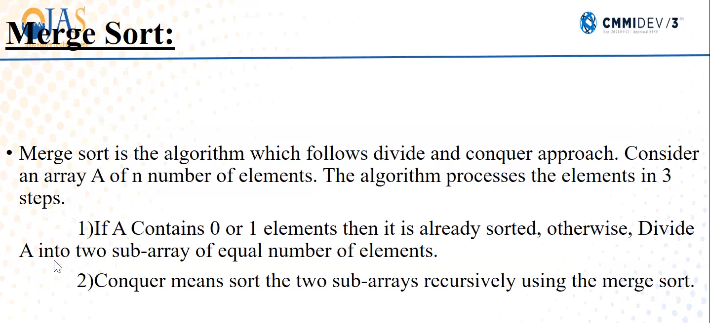 OJAS
Merge Sort:
CMMIDEV/3
• Merge sort is the algorithm which follows divide and conquer approach. Consider
an array A of n number of elements. The algorithm processes the elements in 3
steps.
1)If A Contains 0 or 1 elements then it is already sorted, otherwise, Divide
A into two sub-array of equal number of elements.
2)Conquer means sort the two sub-arrays recursively using the merge sort.